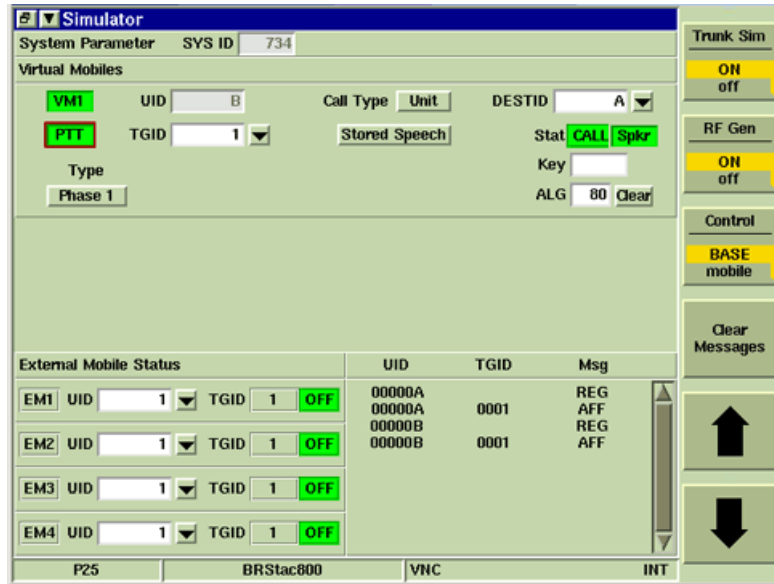 Simulator
System Parameter SYS ID 734
Virtual Mobiles
VM1 UID B Call Type Unit DESTID A
PTT TGID 1 Stored Speech Stat CALL Spkr
Type Key
Phase 1 ALG 80 Clear
External Mobile Status UID TGID Msg
EM1 UID 1 TGID 1 OFF
EM2 UID 1 TGID 1 OFF
EM3 UID 1 TGID 1 OFF
EM4 UID 1 TGID 1 OFF
00000A REG
00000A 0001 AFF
00000B REG
00000B 0001 AFF
P25 BRStac800 VNC INT
Trunk Sim
ON
off
RF Gen
ON
off
Control
BASE
mobile
Clear
Messages